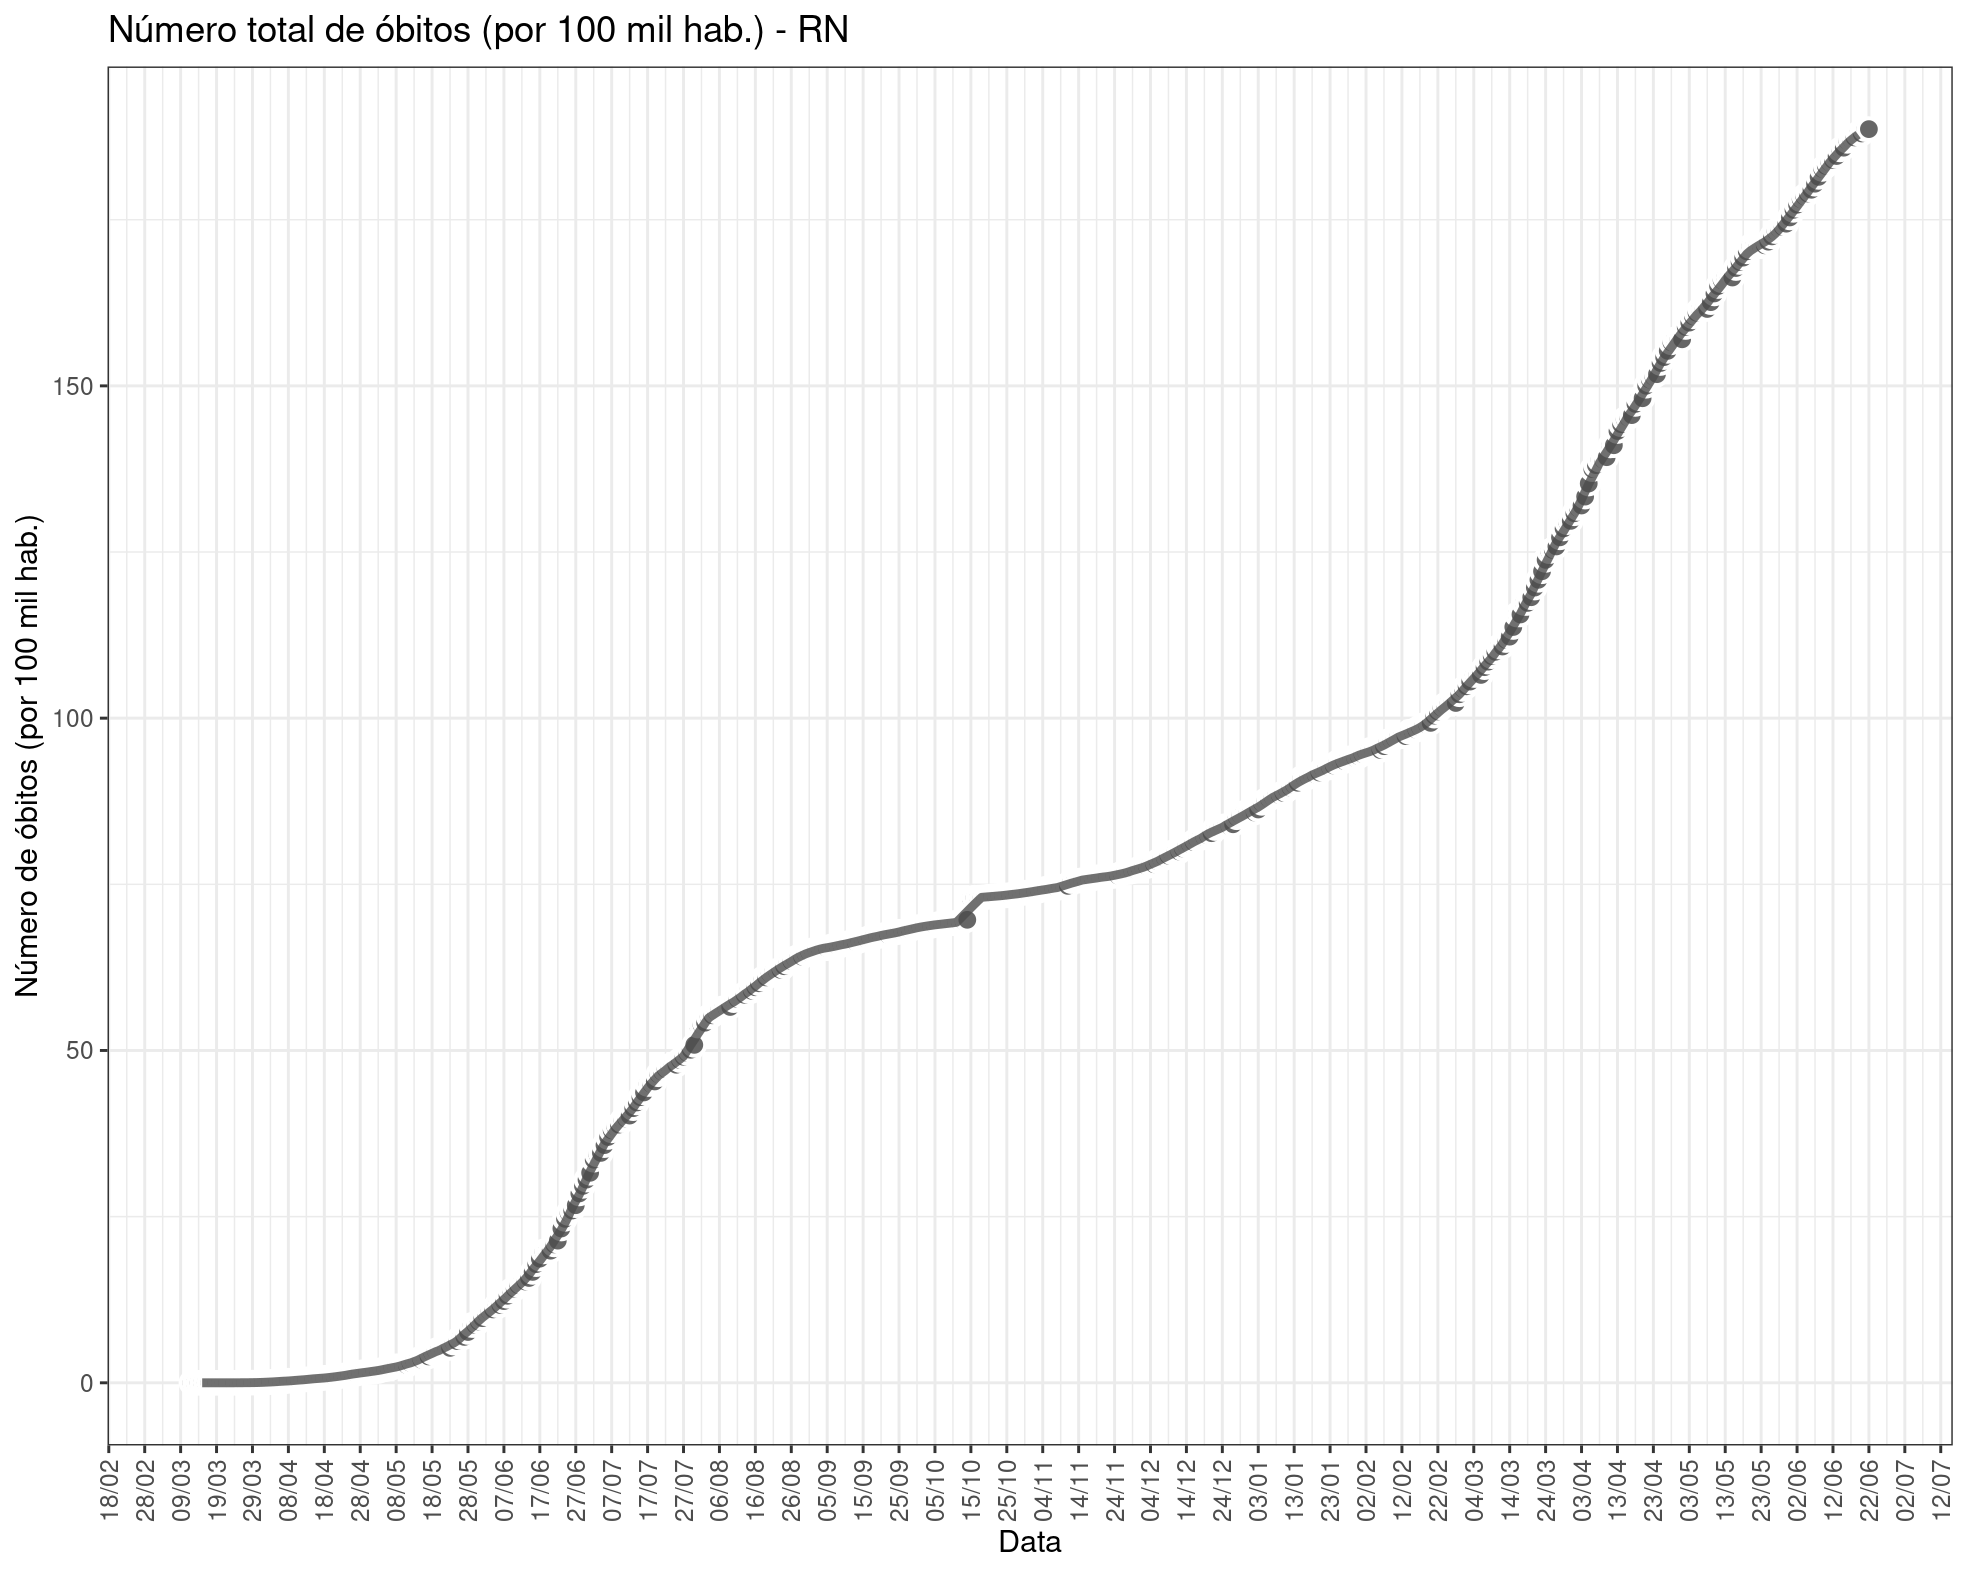 Número total de óbitos (por 100 mil hab.) - RN
Número de óbitos (por 100 mil hab.)
150
100
50
0
18/02 28/02 09/03 19/03 29/03 08/04 18/04 28/04 08/05 18/05 28/05 07/06 17/06 27/06 07/07 17/07 27/07 06/08 16/08 26/08 05/09 15/09 25/09 05/10 15/10 25/10 04/11 14/11 24/11 04/12 14/12 24/12 03/01 13/01 23/01 02/02 12/02 22/02 04/03 14/03 24/03 03/04 13/04 23/04 03/05 13/05 23/05 02/06 12/06 22/06 02/07 12/07
Data